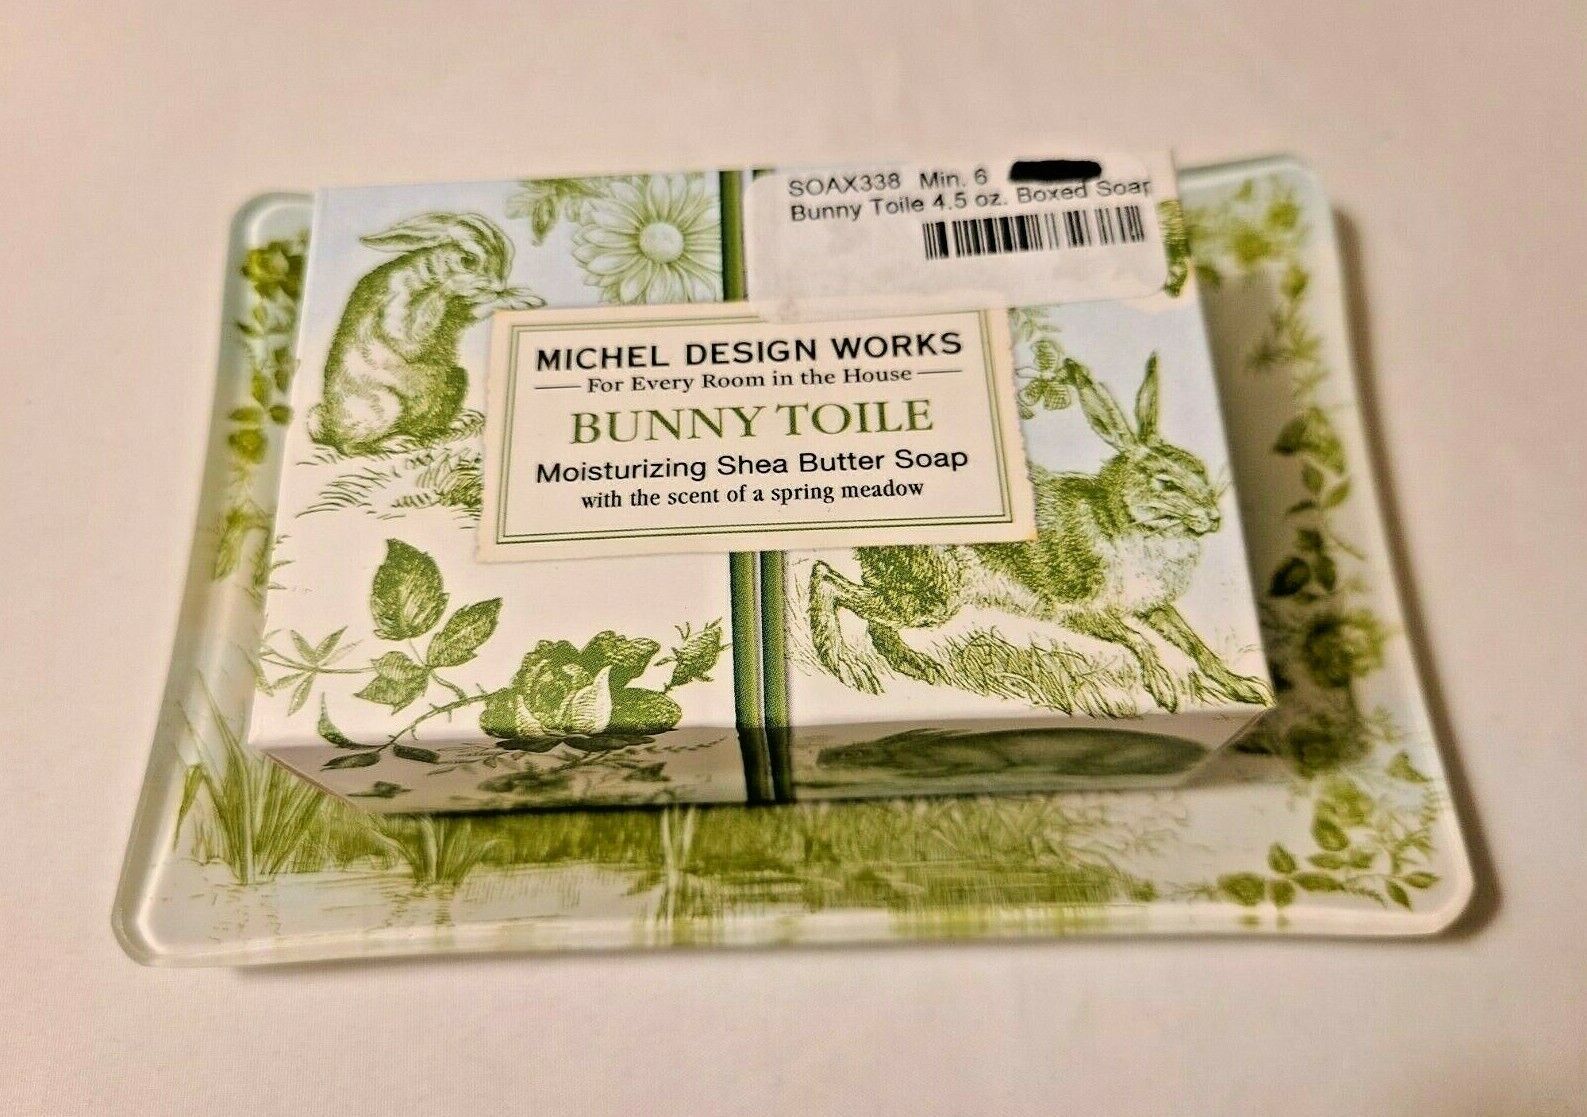 SOAX338 Min. 6
Bunny Toile 4.5 oz. Boxed Soap
MICHEL DESIGN WORKS
For Every Room in the House
BUNNY TOILE
Moisturizing Shea Butter Soap
with the scent of a spring meadow